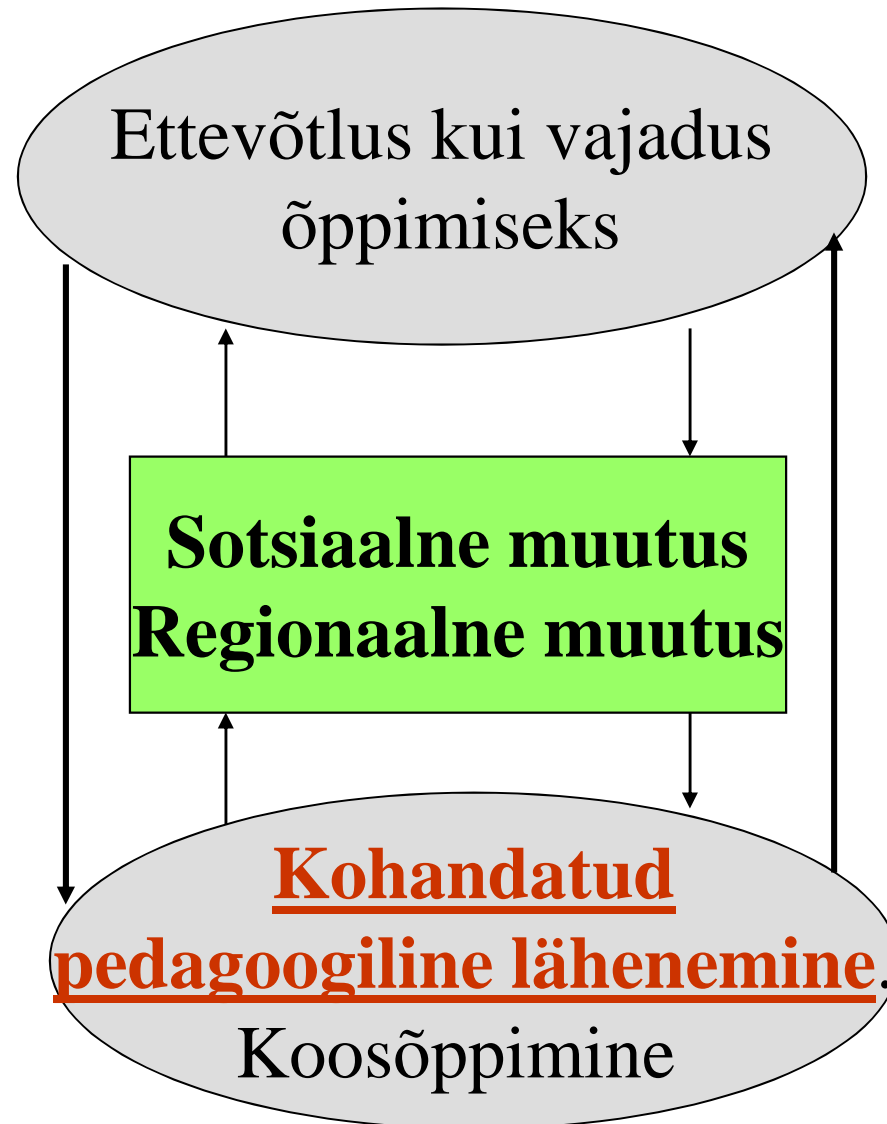 Ettevõtlus kui vajadus
õppimiseks
Sotsiaalne muutus
Regionaalne muutus
Kohandatud
pedagoogiline lähenemine.
Koosõppimine